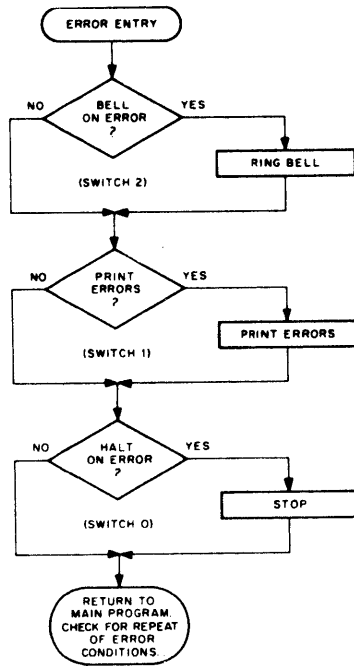 ERROR ENTRY
NO
BELL
ON ERROR
?
YES
RING BELL
(SWITCH 2)
NO
PRINT
ERRORS
?
YES
PRINT ERRORS
(SWITCH 1)
NO
HALT
ON ERROR
?
YES
STOP
(SWITCH 0)
RETURN TO
MAIN PROGRAM.
CHECK FOR REPEAT
OF ERROR
CONDITIONS.